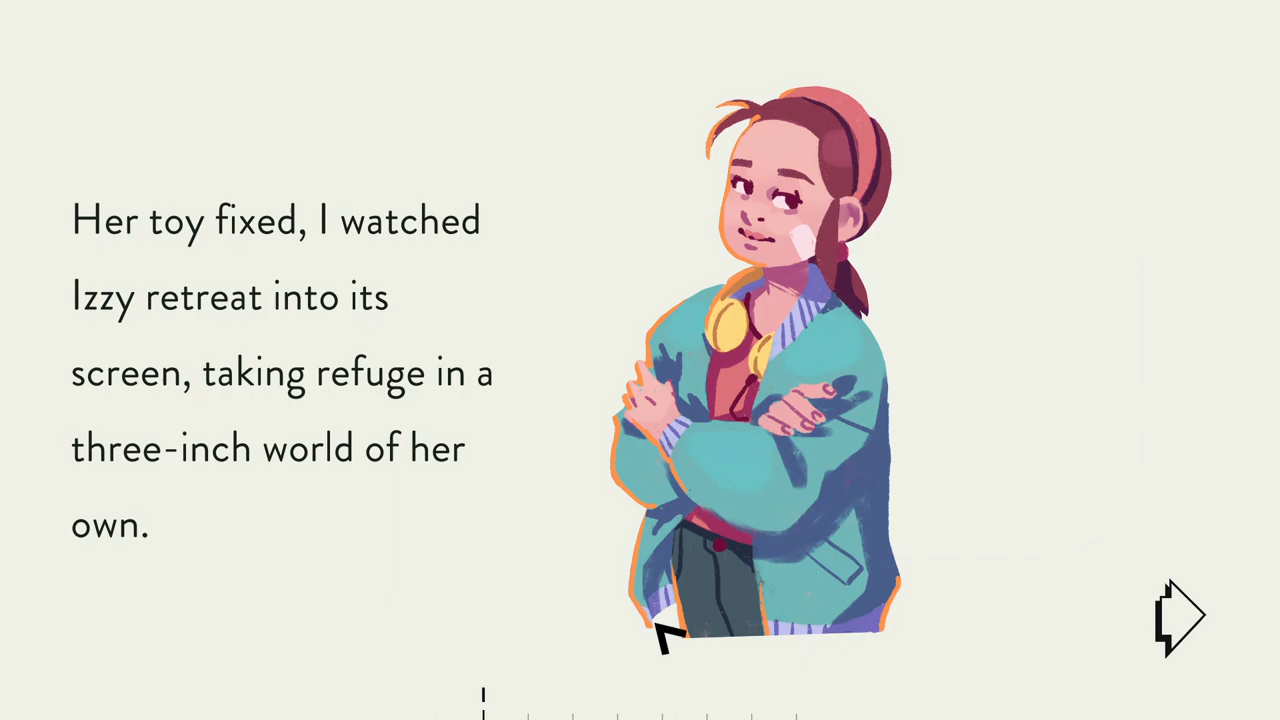 Her toy fixed, I watched
Izzy retreat into its
screen, taking refuge in a
three-inch world of her
own.